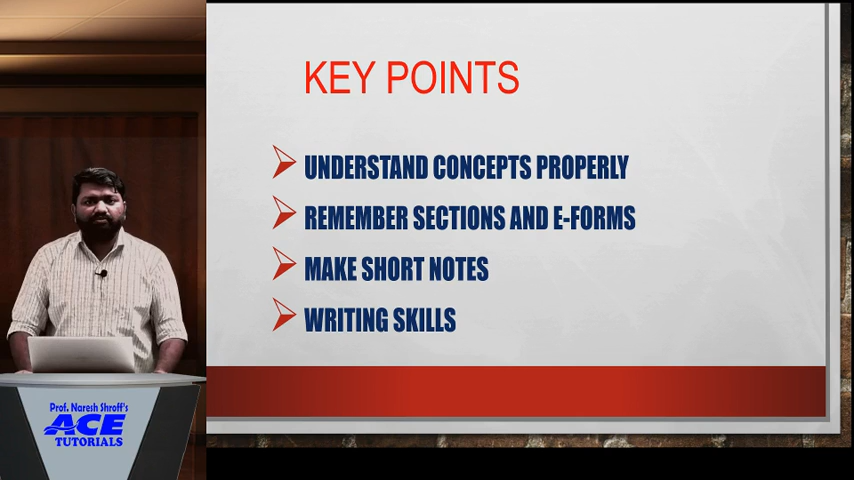 KEY POINTS
UNDERSTAND CONCEPTS PROPERLY
REMEMBER SECTIONS AND E-FORMS
MAKE SHORT NOTES
WRITING SKILLS
Prof. Naresh Shroff's
ACE
TUTORIALS